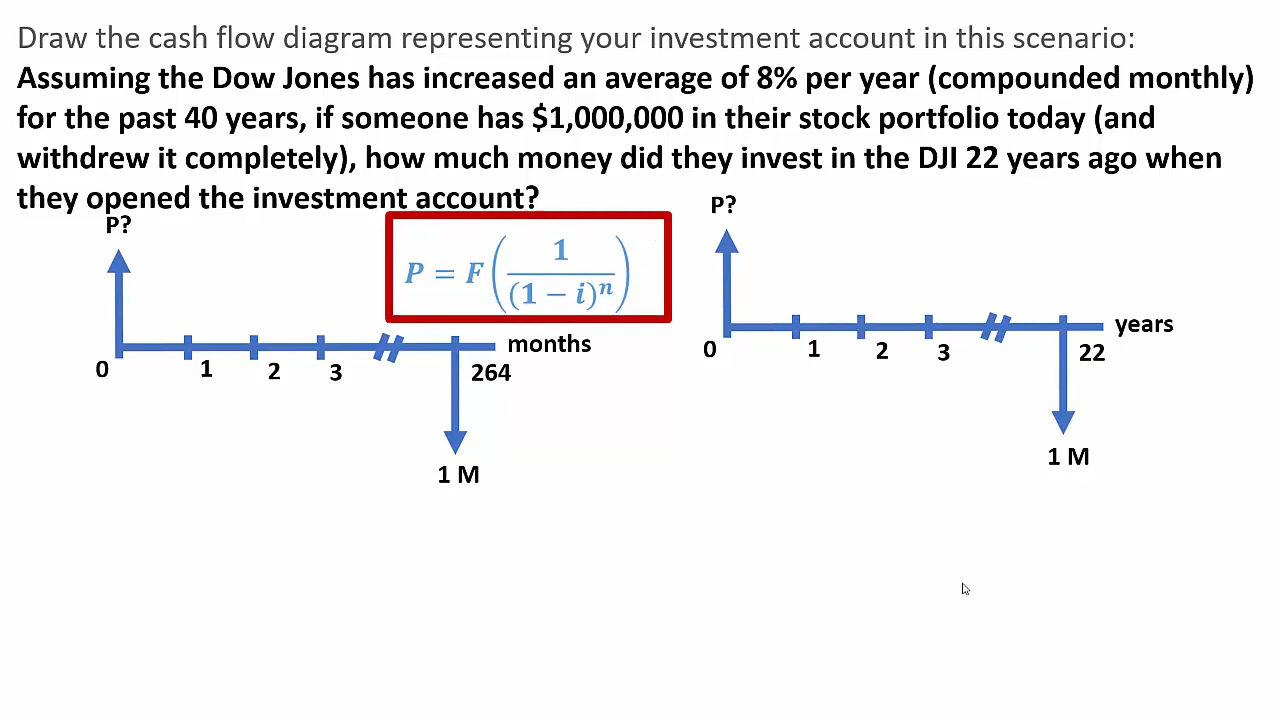 Draw the cash flow diagram representing your investment account in this scenario:
Assuming the Dow Jones has increased an average of 8% per year (compounded monthly)
for the past 40 years, if someone has $1,000,000 in their stock portfolio today (and
withdrew it completely), how much money did they invest in the DJI 22 years ago when
they opened the investment account?
P?
P = F(1/(1 − i)^n)
months
0
1
2
3
264
1 M
P?
years
0
1
2
3
22
1 M